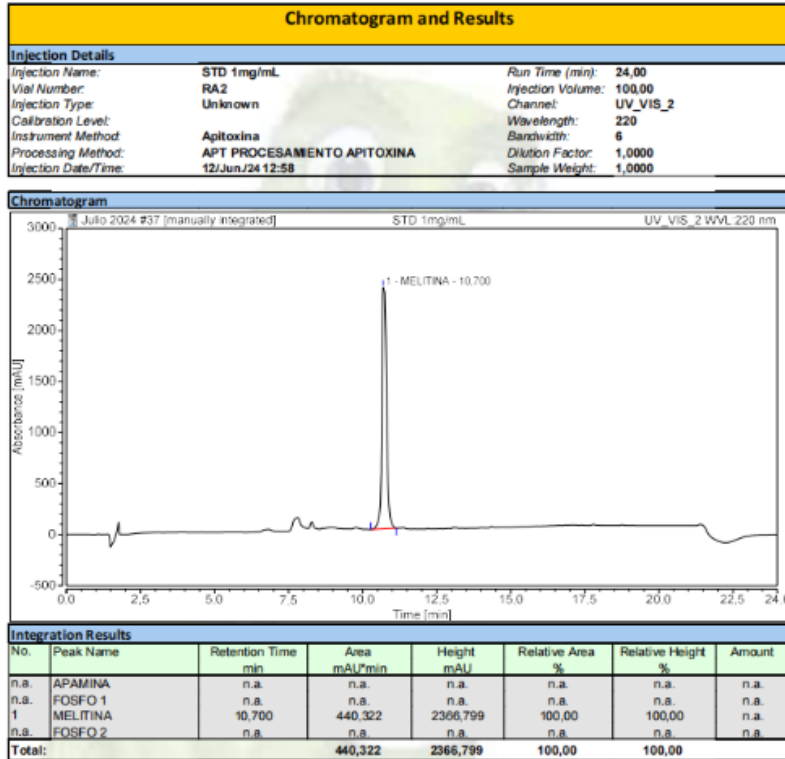 Chromatogram and Results
Injection Details
Injection Name: STD 1mg/mL Run Time (min): 24,00
Vial Number: RA2 Injection Volume: 100,00
Injection Type: Unknown Channel: UV_VIS_2
Calibration Level: Wavelength: 220
Instrument Method: Apitoxina Bandwidth: 6
Processing Method: APT PROCESAMIENTO APITOXINA Dilution Factor: 1,0000
Injection Date/Time: 12/Jun./24 12:58 Sample Weight: 1,0000
Chromatogram
Julio 2024 #37 [manually integrated] STD 1mg/mL UV_VIS_2 WVL:220 nm
3000
2500
2000
1500
1000
500
0
-500
Absorbance [mAU]
1 - MELITINA - 10,700
0.0 2.5 5.0 7.5 10.0 12.5 15.0 17.5 20.0 22.5 24.0
Time [min]
Integration Results
No. Peak Name Retention Time Area Height Relative Area Relative Height Amount
min mAU*min mAU % %
n.a. APAMINA n.a. n.a. n.a. n.a. n.a. n.a.
n.a. FOSFO 1 n.a. n.a. n.a. n.a. n.a. n.a.
1 MELITINA 10,700 440,322 2366,799 100,00 100,00 n.a.
n.a. FOSFO 2 n.a. n.a. n.a. n.a. n.a. n.a.
Total: 440,322 2366,799 100,00 100,00